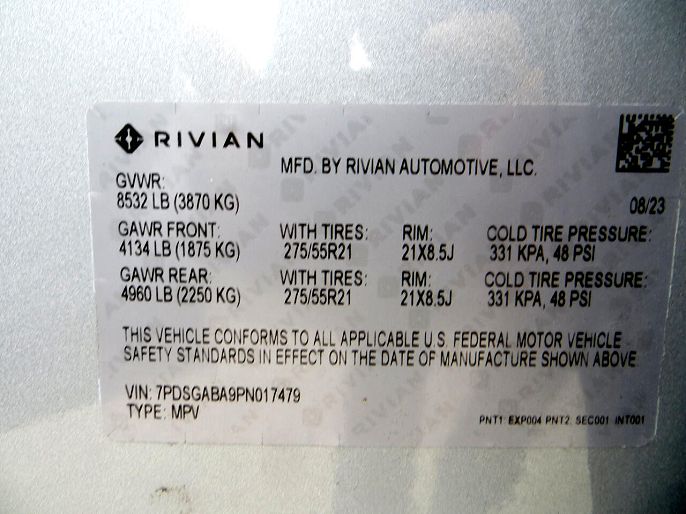 RIVIAN
MFD. BY RIVIAN AUTOMOTIVE, LLC.
GVWR:
8532 LB (3870 KG)
08/23
GAWR FRONT: WITH TIRES: RIM: COLD TIRE PRESSURE:
4134 LB (1875 KG) 275/55R21 21X8.5J 331 KPA, 48 PSI
GAWR REAR: WITH TIRES: RIM: COLD TIRE PRESSURE:
4960 LB (2250 KG) 275/55R21 21X8.5J 331 KPA, 48 PSI
THIS VEHICLE CONFORMS TO ALL APPLICABLE U.S. FEDERAL MOTOR VEHICLE
SAFETY STANDARDS IN EFFECT ON THE DATE OF MANUFACTURE SHOWN ABOVE.
VIN: 7PDSGABA9PN017479
TYPE: MPV
PNT1: EXP004 PNT2: SEC001 INT001